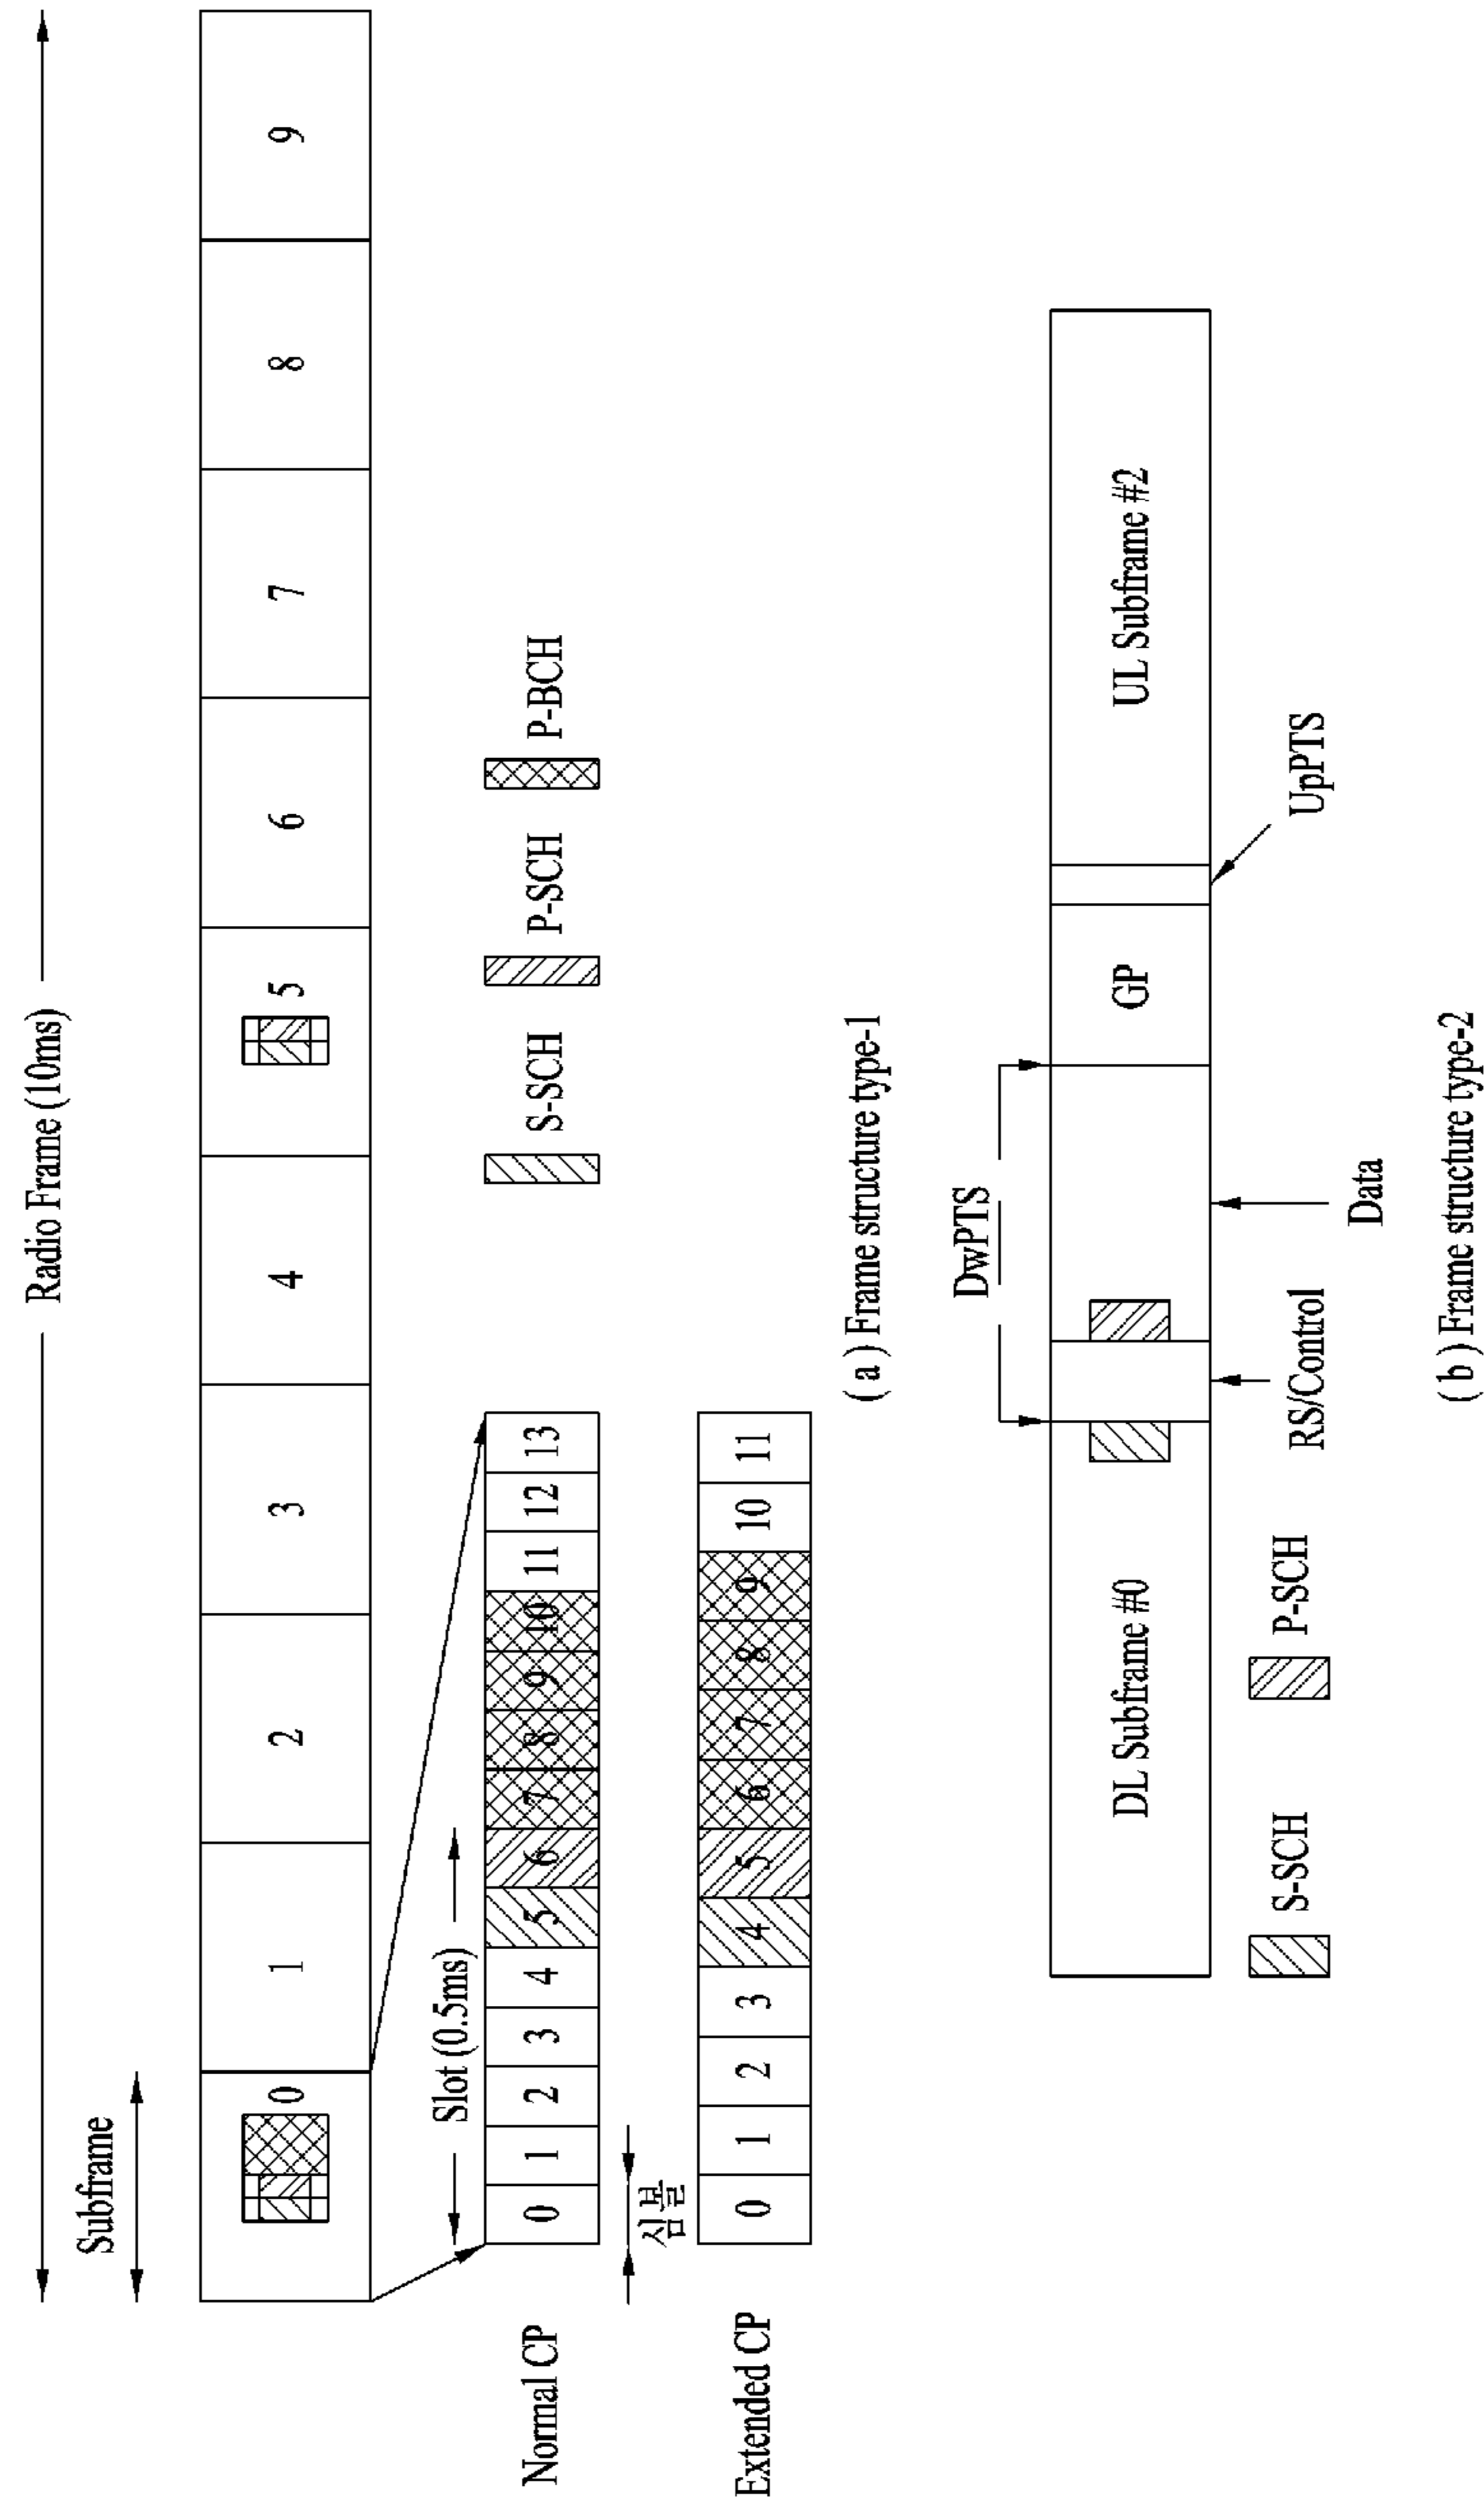 Radio Frame (10ms)
Subframe
0 1 2 3 4 5 6 7 8 9
Slot (0.5ms)
Normal CP 0 1 2 3 4 5 6 7 8 9 10 11 12 13
S-SCH P-SCH P-BCH
심볼
Extended CP 0 1 2 3 4 5 6 7 8 9 10 11
( a ) Frame structure type-1
DwPTS
DL Subframe #0 GP UL Subframe #2
S-SCH P-SCH RS/Control Data UpPTS
( b ) Frame structure type-2